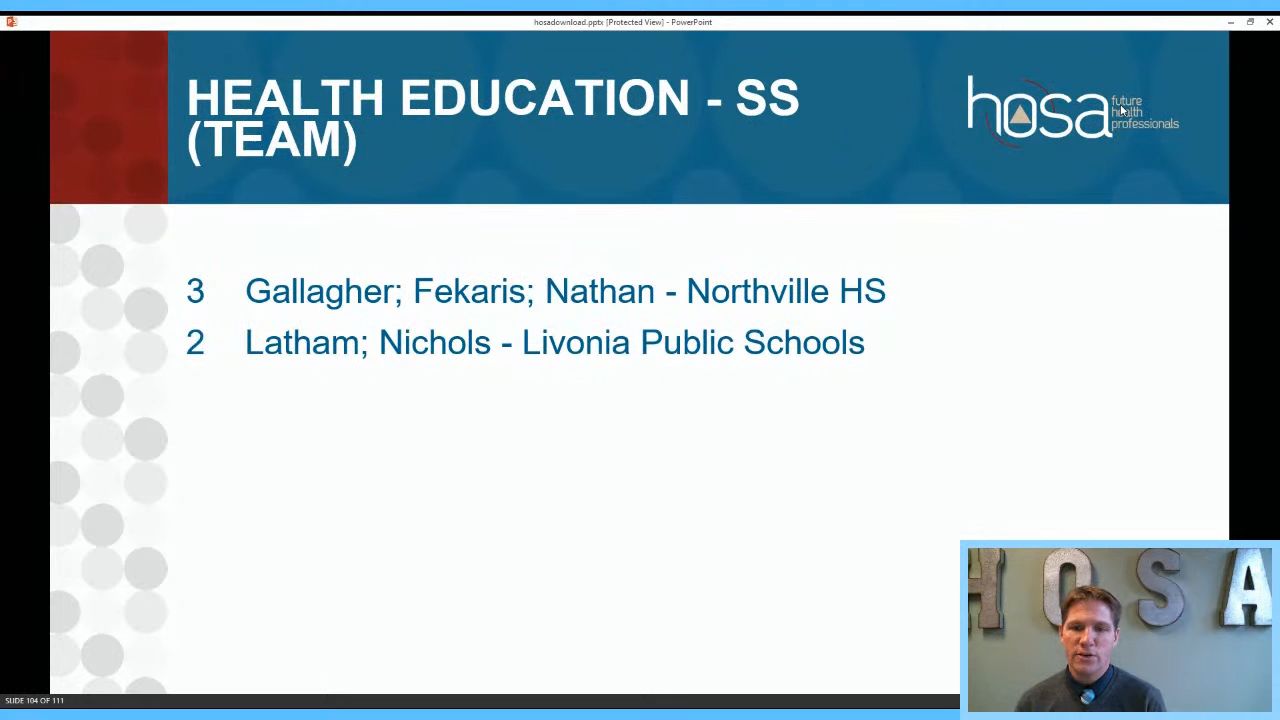 hosadownload.pptx [Protected View] - PowerPoint
HEALTH EDUCATION - SS
(TEAM)
hosa
future
health
professionals
3 Gallagher; Fekaris; Nathan - Northville HS
2 Latham; Nichols - Livonia Public Schools
HOSA
SLIDE 104 OF 111